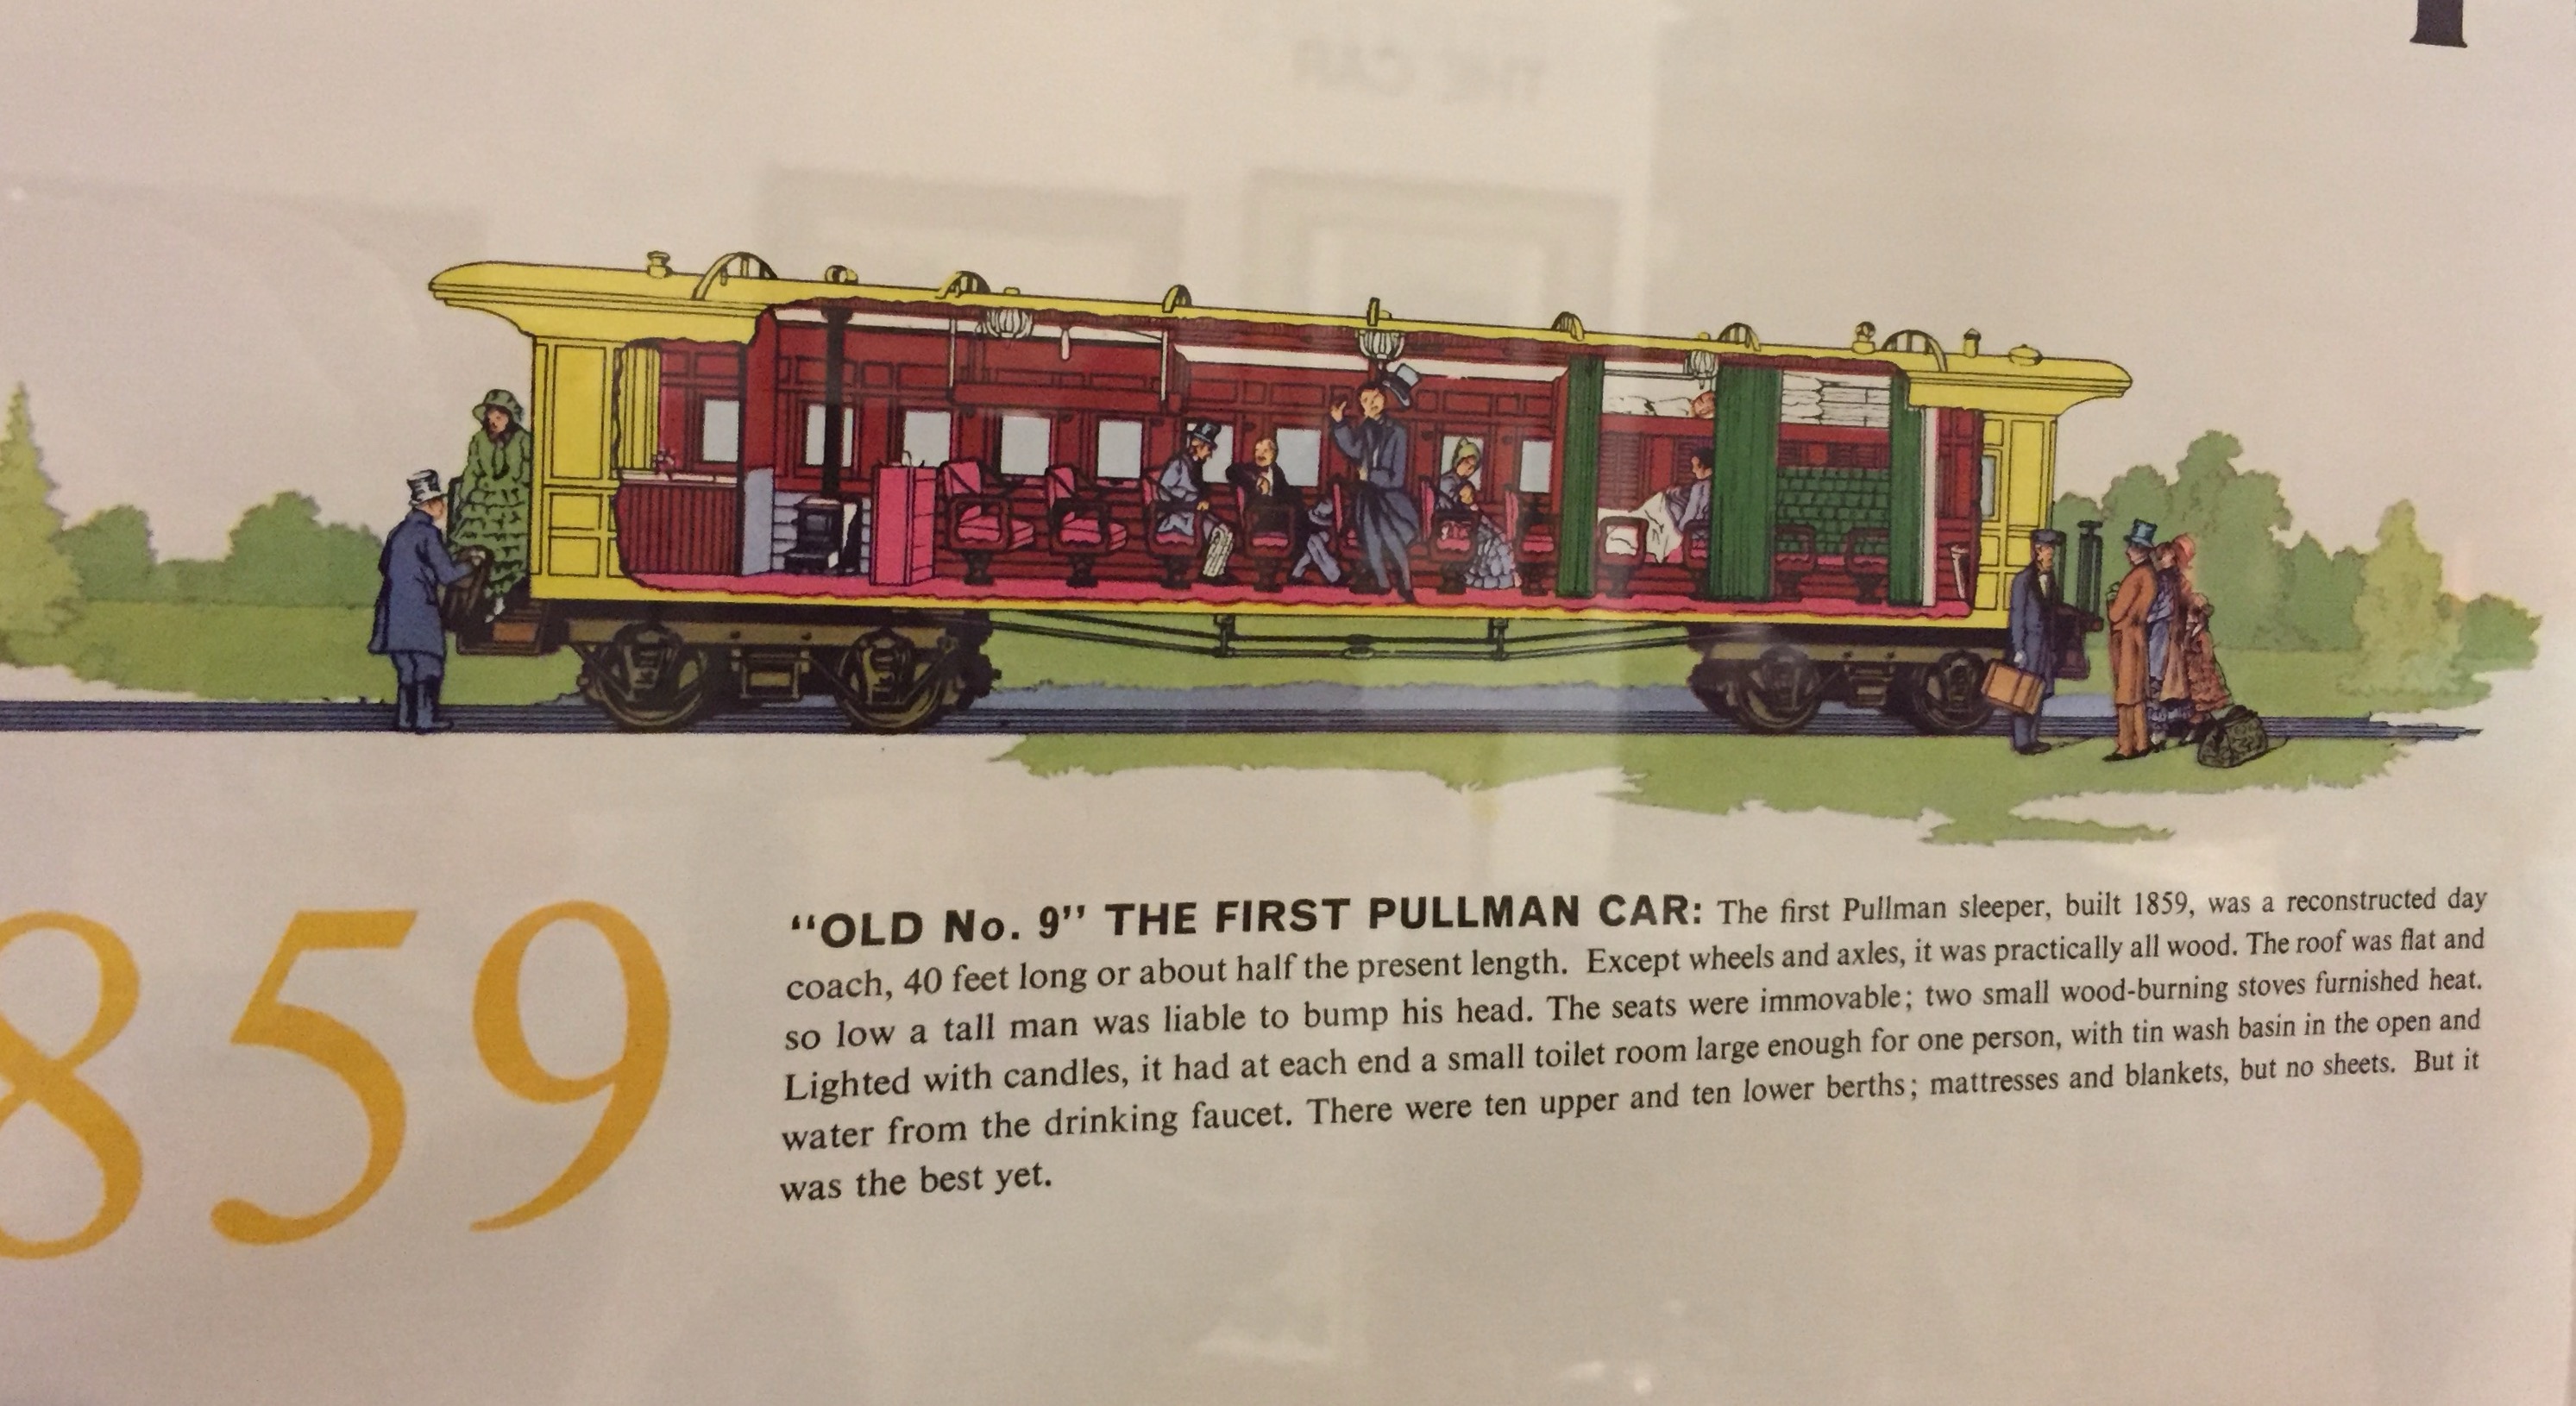 THE CAR
859
“OLD No. 9” THE FIRST PULLMAN CAR: The first Pullman sleeper, built 1859, was a reconstructed day
coach, 40 feet long or about half the present length. Except wheels and axles, it was practically all wood. The roof was flat and
so low a tall man was liable to bump his head. The seats were immovable; two small wood-burning stoves furnished heat.
Lighted with candles, it had at each end a small toilet room large enough for one person, with tin wash basin in the open and
water from the drinking faucet. There were ten upper and ten lower berths; mattresses and blankets, but no sheets. But it
was the best yet.